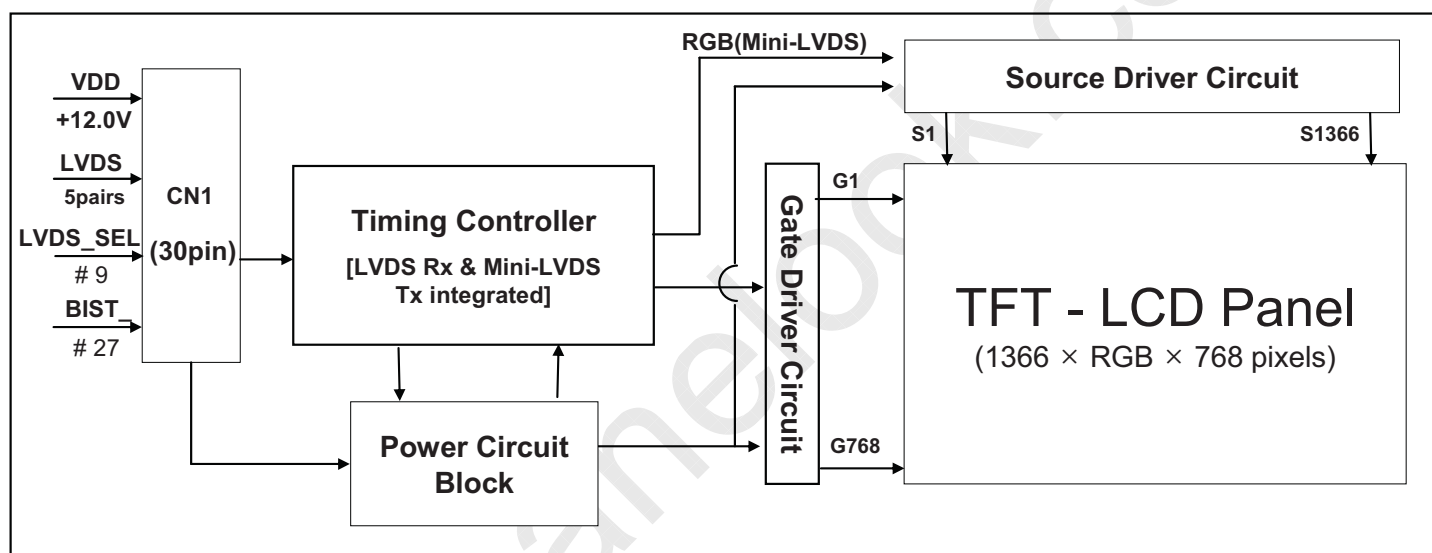 RGB(Mini-LVDS)
Source Driver Circuit
S1
S1366
VDD
+12.0V
LVDS
5pairs
LVDS_SEL
# 9
BIST_
# 27
CN1
(30pin)
Timing Controller
[LVDS Rx & Mini-LVDS
Tx integrated]
Power Circuit
Block
Gate Driver Circuit
G1
G768
TFT - LCD Panel
(1366 × RGB × 768 pixels)